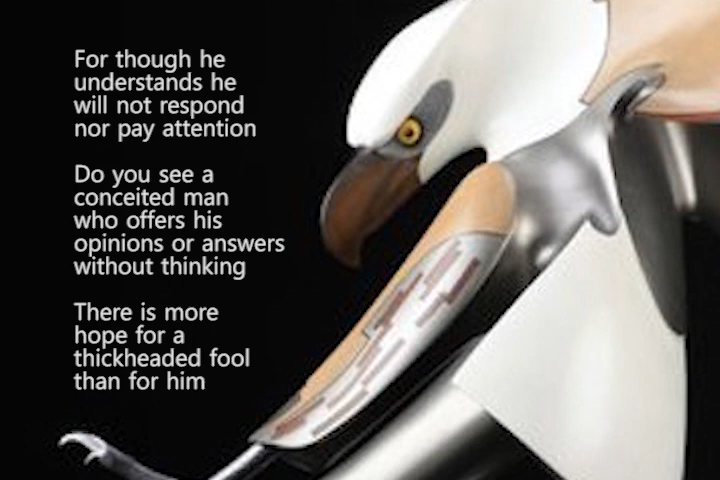 For though he
understands he
will not respond
nor pay attention
Do you see a
conceited man
who offers his
opinions or answers
without thinking
There is more
hope for a
thickheaded fool
than for him